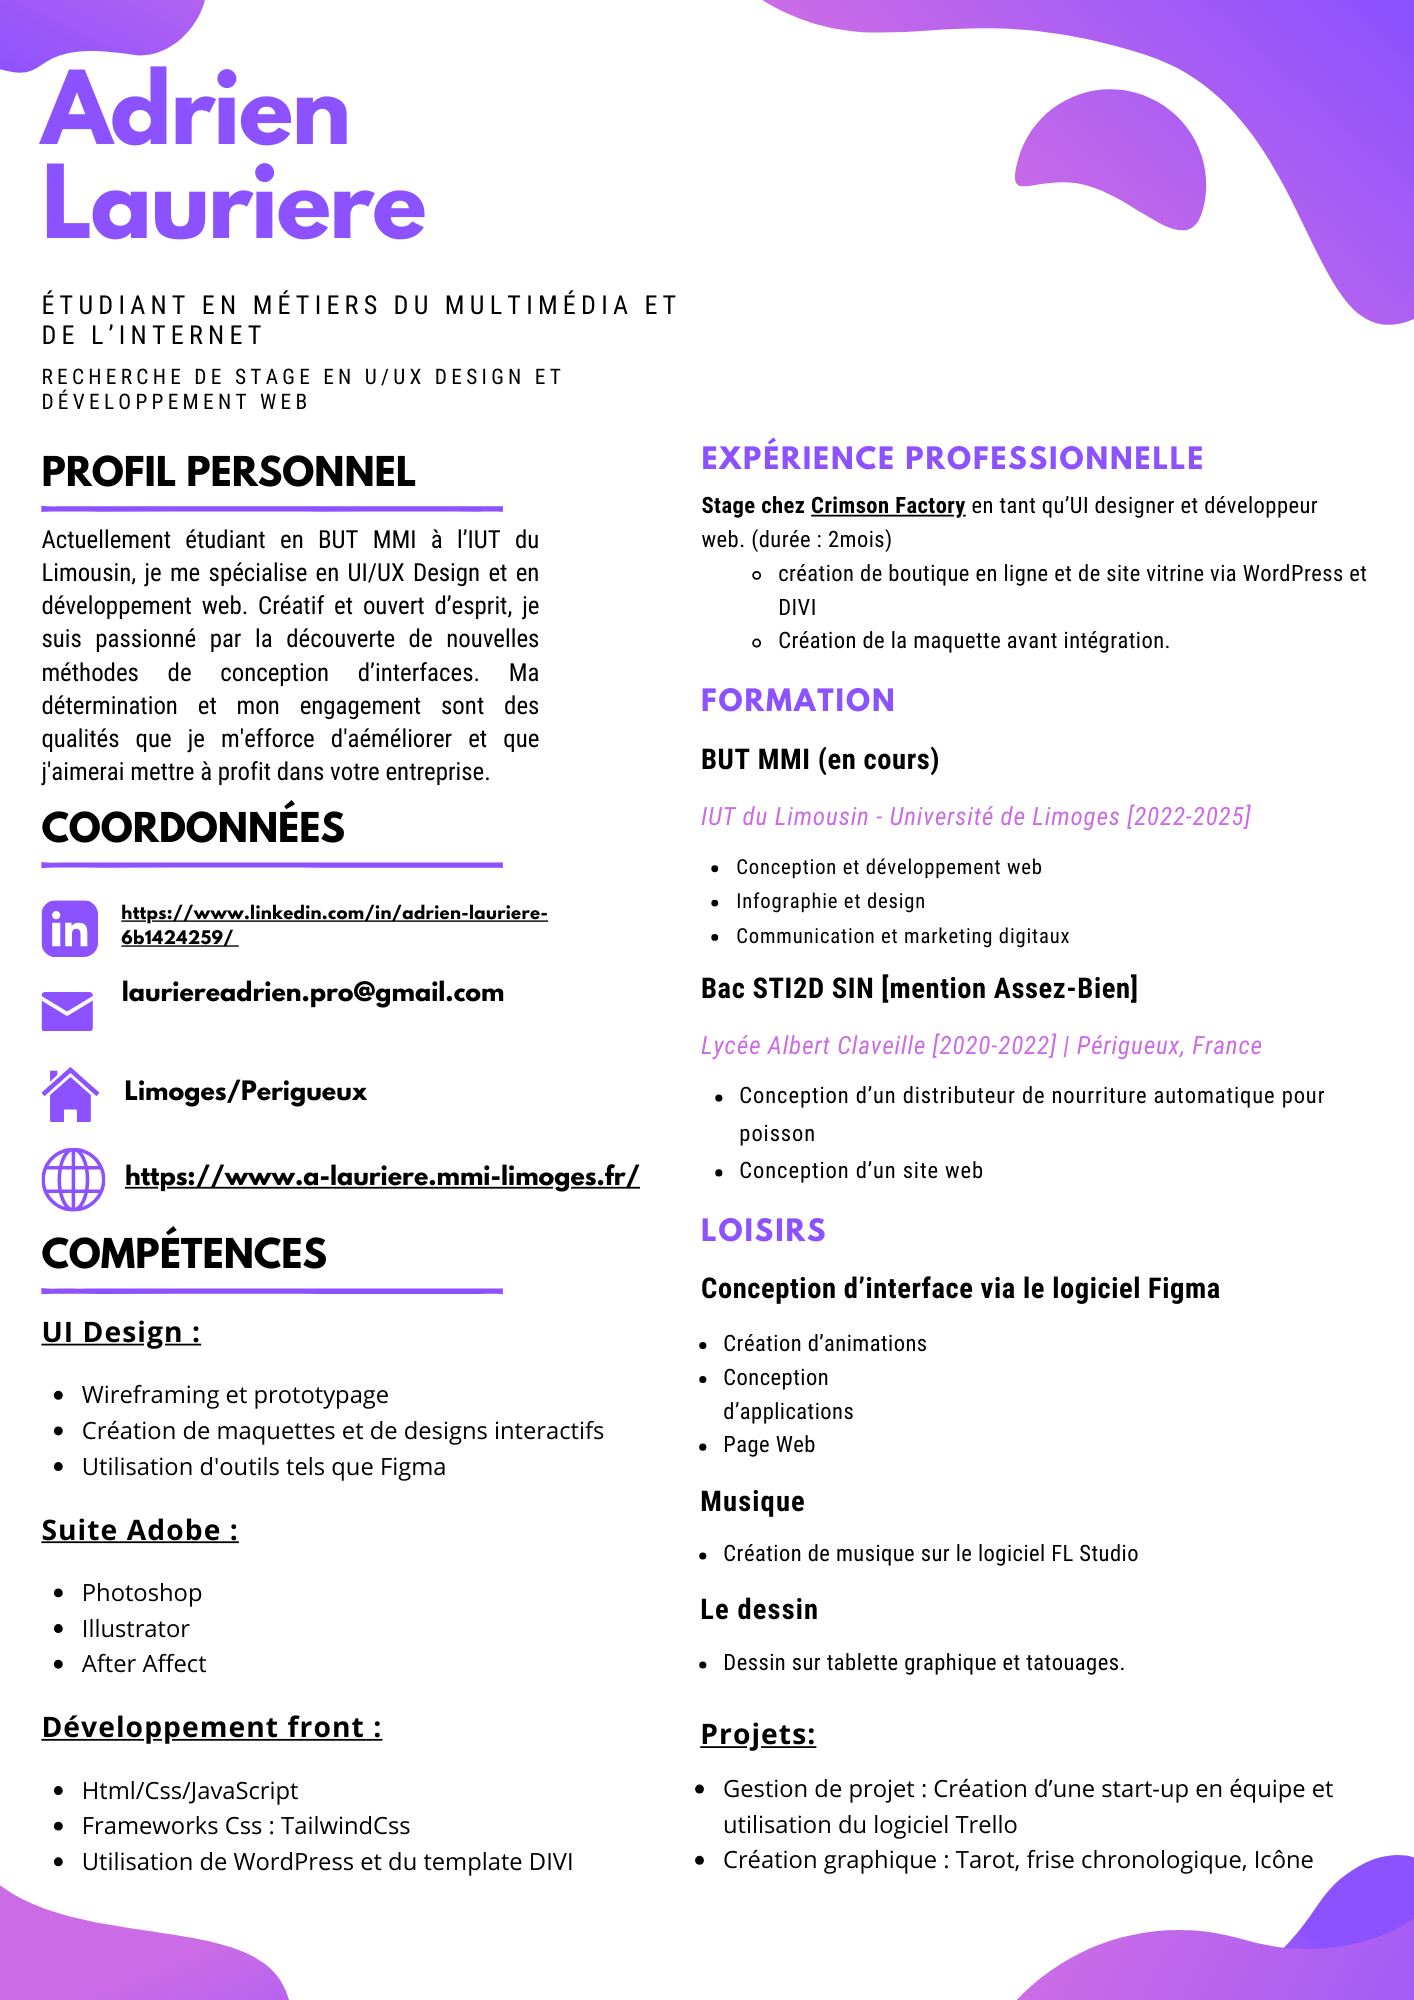 Adrien
Lauriere
ÉTUDIANT EN MÉTIERS DU MULTIMÉDIA ET
DE L’INTERNET
RECHERCHE DE STAGE EN U/UX DESIGN ET
DÉVELOPPEMENT WEB
PROFIL PERSONNEL
Actuellement étudiant en BUT MMI à l’IUT du
Limousin, je me spécialise en UI/UX Design et en
développement web. Créatif et ouvert d’esprit, je
suis passionné par la découverte de nouvelles
méthodes de conception d’interfaces. Ma
détermination et mon engagement sont des
qualités que je m'efforce d'aéméliorer et que
j'aimerai mettre à profit dans votre entreprise.
COORDONNÉES
https://www.linkedin.com/in/adrien-lauriere-
6b1424259/
in
lauriereadrien.pro@gmail.com
Limoges/Perigueux
https://www.a-lauriere.mmi-limoges.fr/
COMPÉTENCES
UI Design :
• Wireframing et prototypage
• Création de maquettes et de designs interactifs
• Utilisation d'outils tels que Figma
Suite Adobe :
• Photoshop
• Illustrator
• After Affect
Développement front :
• Html/Css/JavaScript
• Frameworks Css : TailwindCss
• Utilisation de WordPress et du template DIVI
EXPÉRIENCE PROFESSIONNELLE
Stage chez Crimson Factory en tant qu’UI designer et développeur
web. (durée : 2mois)
◦ création de boutique en ligne et de site vitrine via WordPress et
DIVI
◦ Création de la maquette avant intégration.
FORMATION
BUT MMI (en cours)
IUT du Limousin - Université de Limoges [2022-2025]
• Conception et développement web
• Infographie et design
• Communication et marketing digitaux
Bac STI2D SIN [mention Assez-Bien]
Lycée Albert Claveille [2020-2022] | Périgueux, France
• Conception d’un distributeur de nourriture automatique pour
poisson
• Conception d’un site web
LOISIRS
Conception d’interface via le logiciel Figma
• Création d’animations
• Conception
d’applications
• Page Web
Musique
• Création de musique sur le logiciel FL Studio
Le dessin
• Dessin sur tablette graphique et tatouages.
Projets:
• Gestion de projet : Création d’une start-up en équipe et
utilisation du logiciel Trello
• Création graphique : Tarot, frise chronologique, Icône